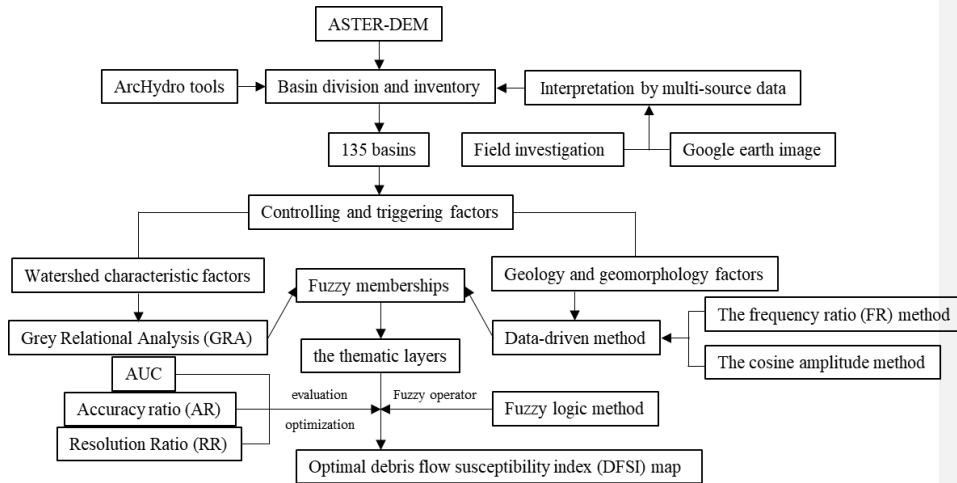 ASTER-DEM
ArcHydro tools
Basin division and inventory
Interpretation by multi-source data
135 basins
Field investigation
Google earth image
Controlling and triggering factors
Watershed characteristic factors
Fuzzy memberships
Geology and geomorphology factors
Grey Relational Analysis (GRA)
the thematic layers
Data-driven method
The frequency ratio (FR) method
The cosine amplitude method
AUC
Accuracy ratio (AR)
Resolution Ratio (RR)
evaluation
optimization
Fuzzy operator
Fuzzy logic method
Optimal debris flow susceptibility index (DFSI) map